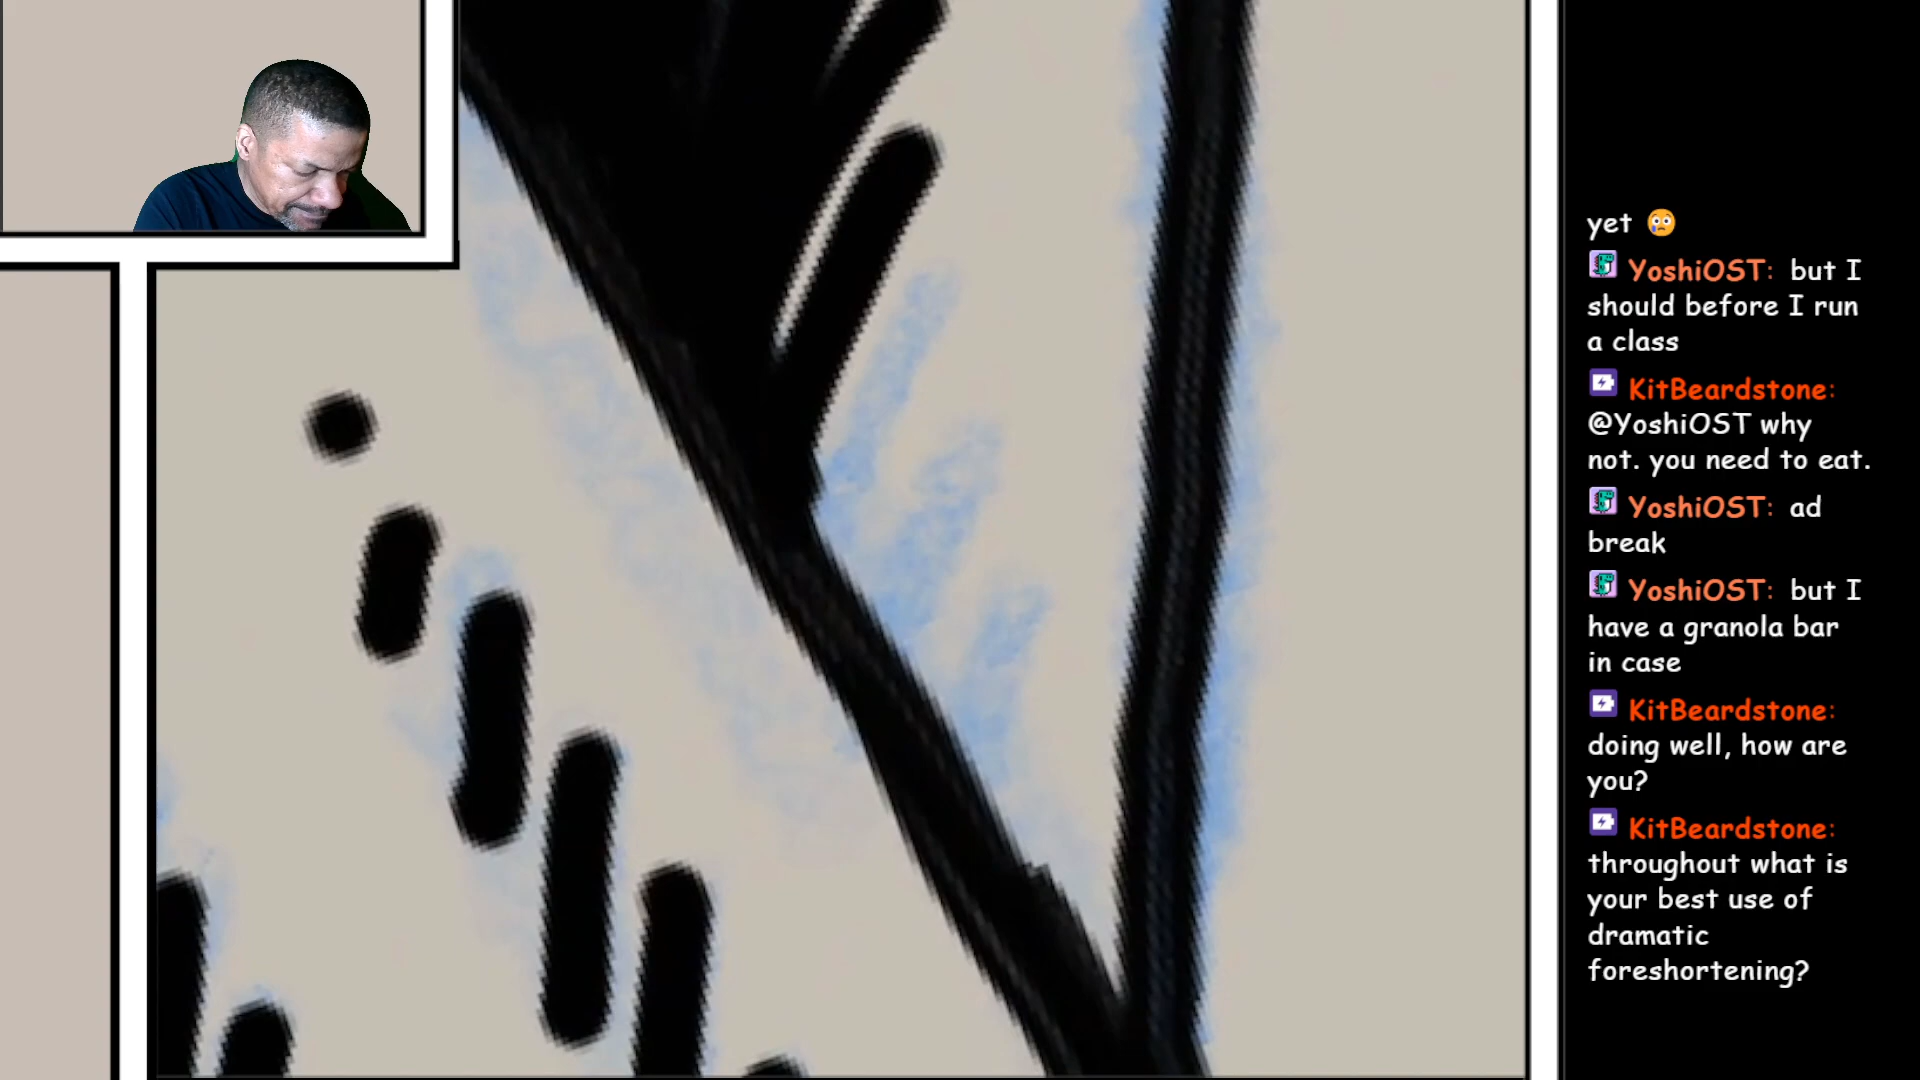 yet 😢
YoshiOST: but I
should before I run
a class
KitBeardstone:
@YoshiOST why
not. you need to eat.
YoshiOST: ad
break
YoshiOST: but I
have a granola bar
in case
KitBeardstone:
doing well, how are
you?
KitBeardstone:
throughout what is
your best use of
dramatic
foreshortening?